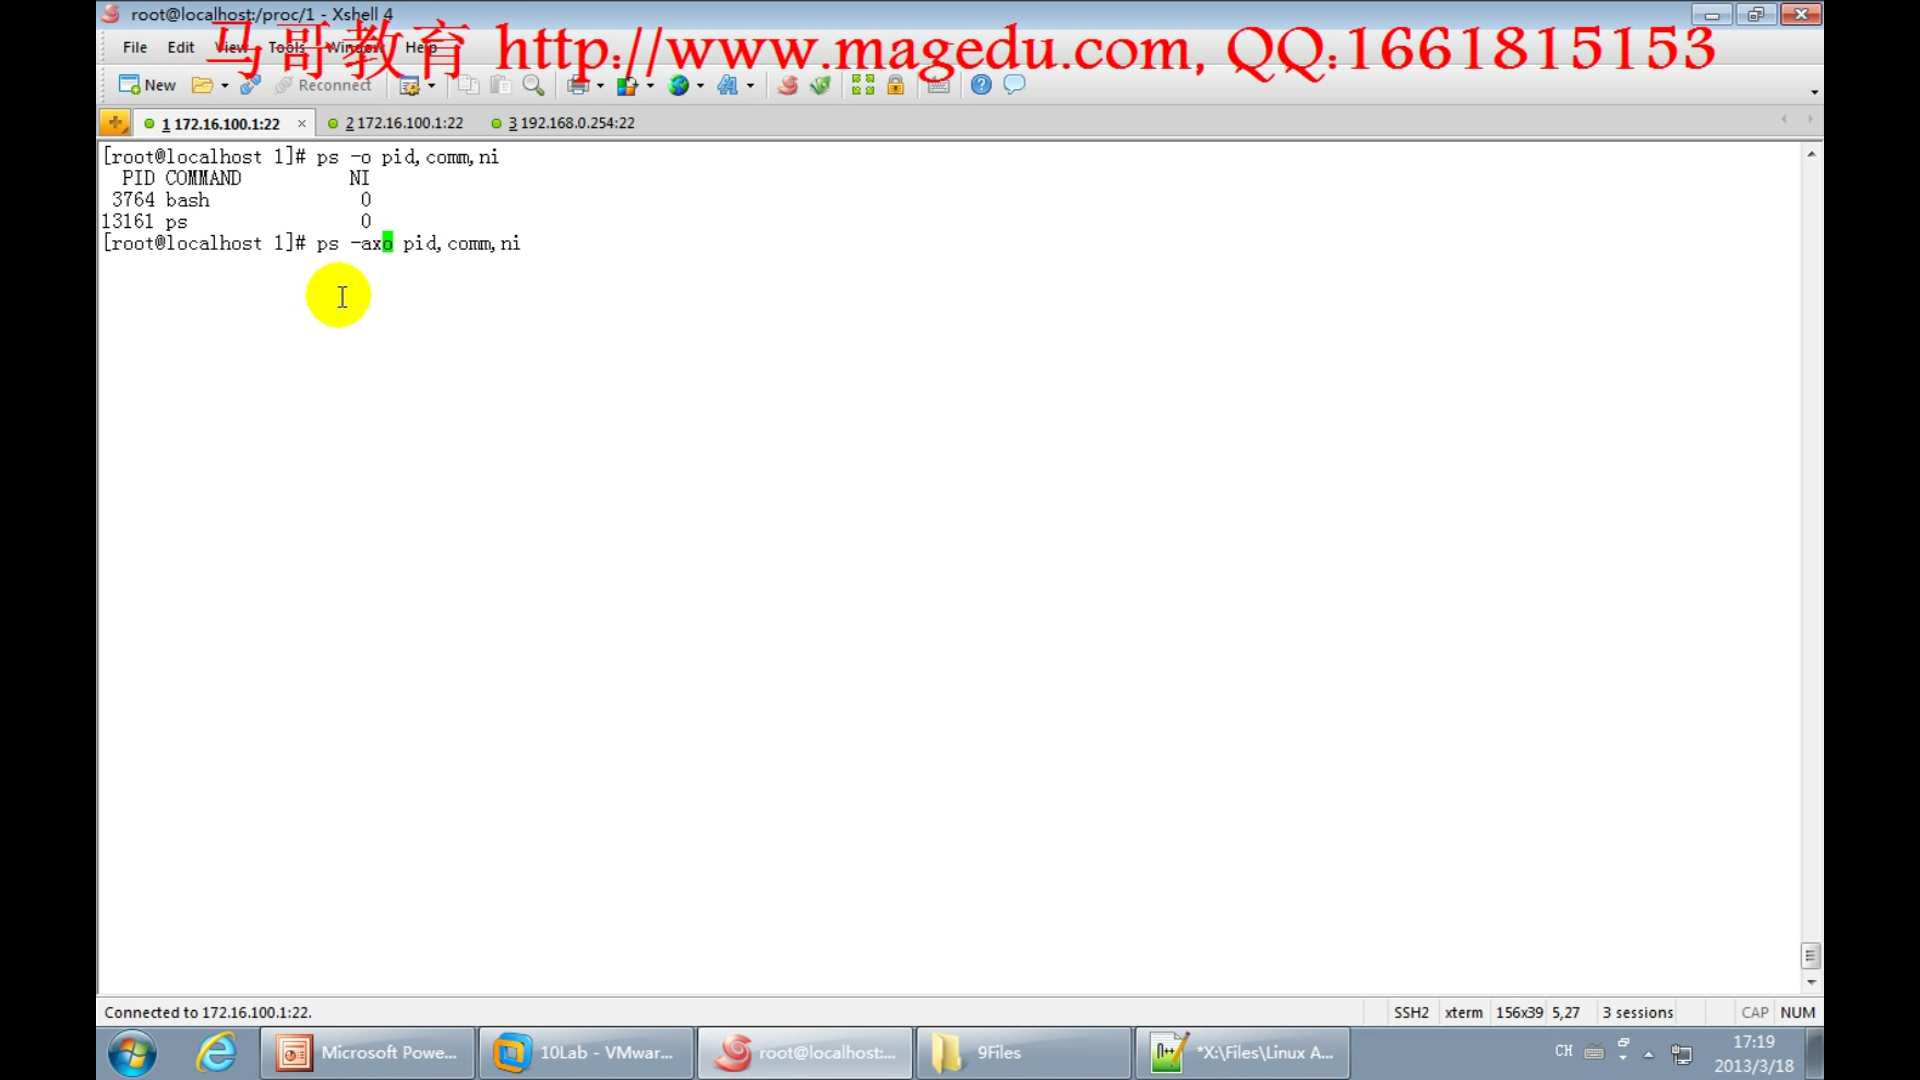 root@localhost:/proc/1 - Xshell 4
马哥教育 http://www.magedu.com, QQ:1661815153
File Edit View Tools Window Help
New Reconnect
1 172.16.100.1:22 2 172.16.100.1:22 3 192.168.0.254:22
[root@localhost 1]# ps -o pid,comm,ni
PID COMMAND NI
3764 bash 0
13161 ps 0
[root@localhost 1]# ps -axo pid,comm,ni
Connected to 172.16.100.1:22. SSH2 xterm 156x39 5,27 3 sessions CAP NUM
Microsoft Powe... 10Lab - VMwar... root@localhost:... 9Files *X:\Files\Linux A... CH 17:19
2013/3/18